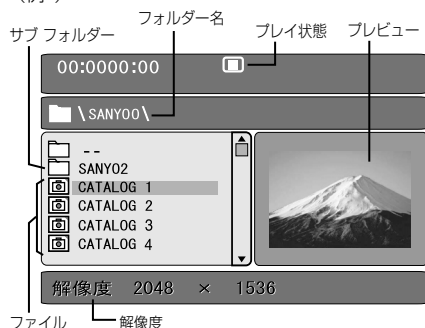 (例1)
フォルダー名
サブ フォルダー
プレイ状態
プレビュー
00:0000:00
\SANYO0\
--
SANYO2
CATALOG 1
CATALOG 2
CATALOG 3
CATALOG 4
解像度 2048 × 1536
ファイル
解像度